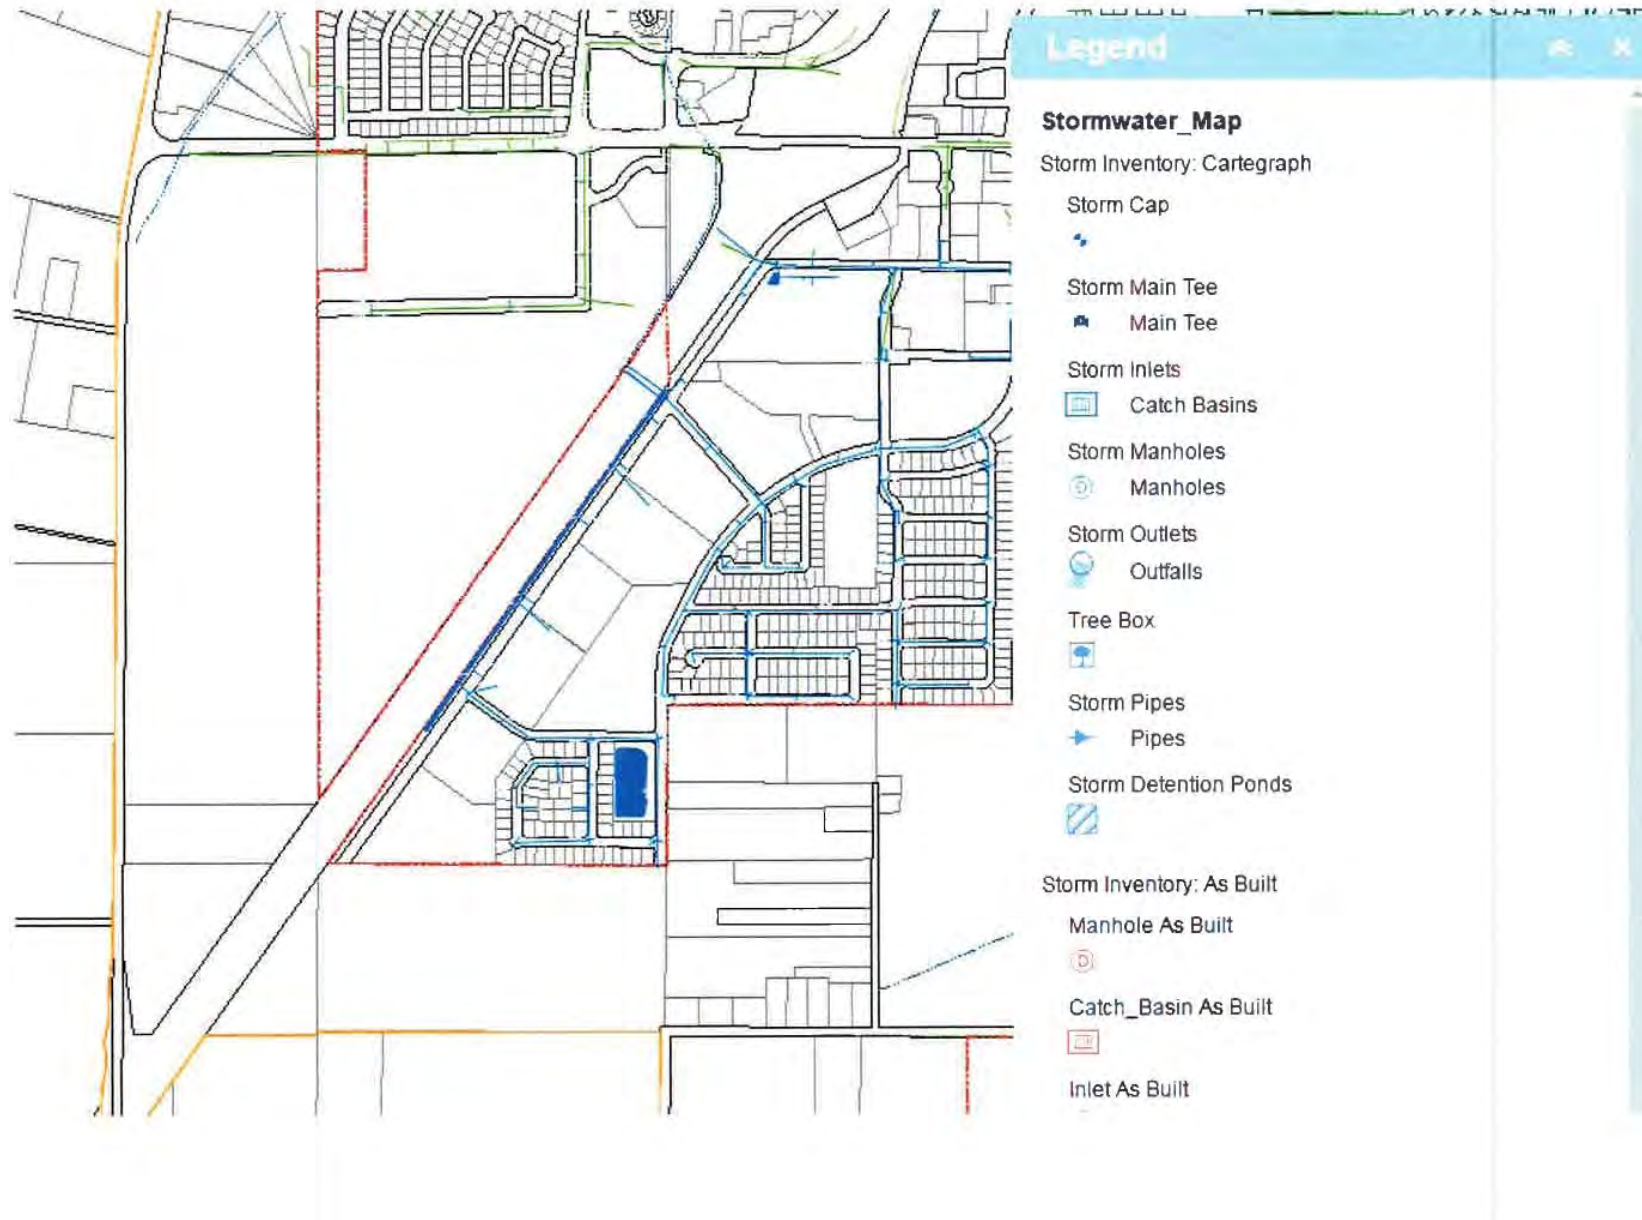 Legend
Stormwater_Map
Storm Inventory: Cartegraph
Storm Cap
Storm Main Tee
Main Tee
Storm Inlets
Catch Basins
Storm Manholes
Manholes
Storm Outlets
Outfalls
Tree Box
Storm Pipes
Pipes
Storm Detention Ponds
Storm Inventory: As Built
Manhole As Built
Catch_Basin As Built
Inlet As Built